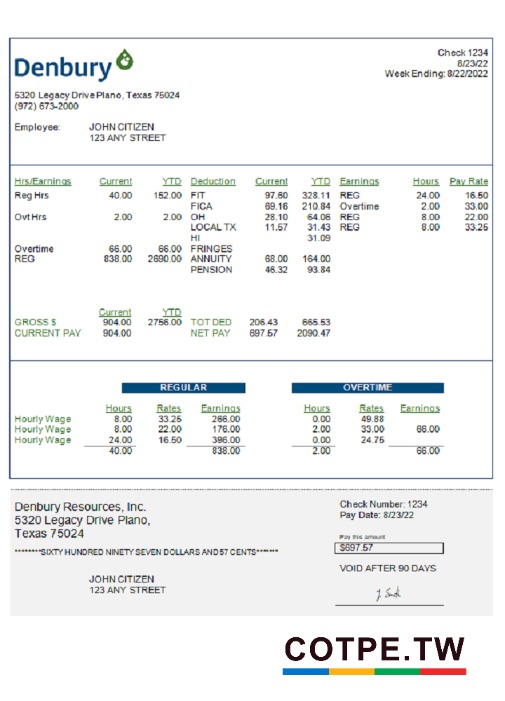 Denbury
Check 1234
8/23/22
Week Ending: 8/22/2022
5320 Legacy Drive Plano, Texas 75024
(972) 673-2000
Employee: JOHN CITIZEN
123 ANY STREET
Hrs/Earnings Current YTD Deduction Current YTD Earnings Hours Pay Rate
Reg Hrs 40.00 152.00 FIT 97.60 328.11 REG 24.00 16.50
FICA 69.16 210.84 Overtime 2.00 33.00
Ovt Hrs 2.00 2.00 OH 28.10 64.06 REG 8.00 22.00
LOCAL TX 11.57 31.43 REG 8.00 33.25
HI 31.09
Overtime 66.00 66.00 FRINGES
REG 838.00 2690.00 ANNUITY 68.00 164.00
PENSION 46.32 93.84
Current YTD
GROSS $ 904.00 2756.00 TOT DED 206.43 665.53
CURRENT PAY 904.00 NET PAY 697.57 2090.47
REGULAR OVERTIME
Hours Rates Earnings Hours Rates Earnings
Hourly Wage 8.00 33.25 266.00 0.00 49.88
Hourly Wage 8.00 22.00 176.00 2.00 33.00 66.00
Hourly Wage 24.00 16.50 396.00 0.00 24.75
40.00 838.00 2.00 66.00
Denbury Resources, Inc.
5320 Legacy Drive Plano,
Texas 75024
Check Number: 1234
Pay Date: 8/23/22
Pay this amount
$697.57
********SIXTY HUNDRED NINETY SEVEN DOLLARS AND 57 CENTS*******
VOID AFTER 90 DAYS
JOHN CITIZEN
123 ANY STREET
COTPE.TW